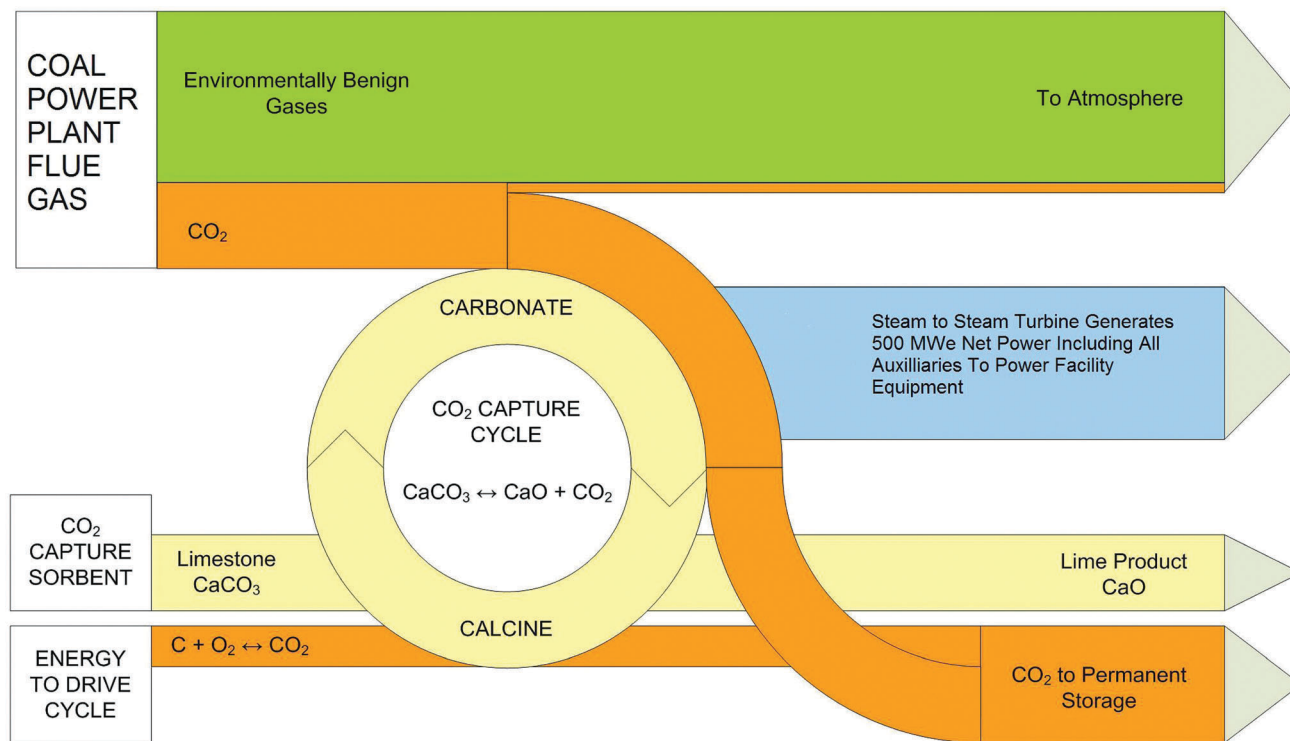 COAL
POWER
PLANT
FLUE
GAS
Environmentally Benign
Gases
To Atmosphere
CO₂
CARBONATE
Steam to Steam Turbine Generates
500 MWe Net Power Including All
Auxilliaries To Power Facility
Equipment
CO₂ CAPTURE
CYCLE
CaCO₃ ↔ CaO + CO₂
CO₂
CAPTURE
SORBENT
Limestone
CaCO₃
Lime Product
CaO
CALCINE
ENERGY
TO DRIVE
CYCLE
C + O₂ ↔ CO₂
CO₂ to Permanent
Storage